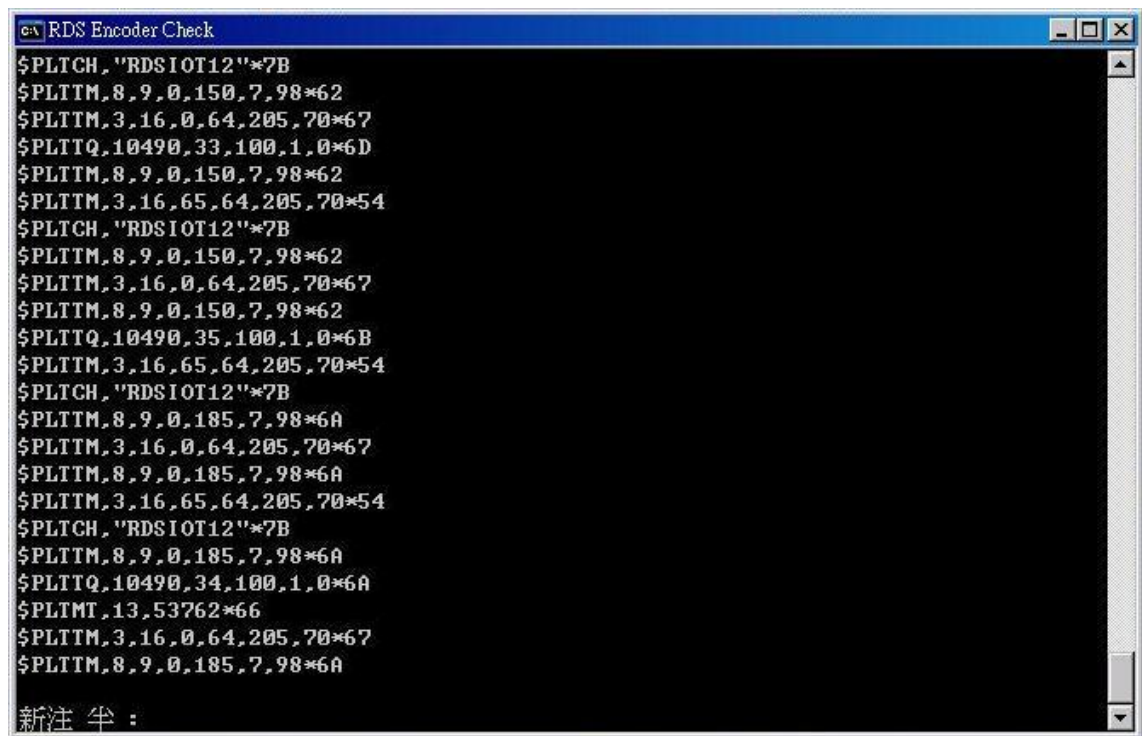 RDS Encoder Check
$PLTCH,"RDSIOT12"*7B
$PLTTM,8,9,0,150,7,98*62
$PLTTM,3,16,0,64,205,70*67
$PLTTQ,10490,33,100,1,0*6D
$PLTTM,8,9,0,150,7,98*62
$PLTTM,3,16,65,64,205,70*54
$PLTCH,"RDSIOT12"*7B
$PLTTM,8,9,0,150,7,98*62
$PLTTM,3,16,0,64,205,70*67
$PLTTM,8,9,0,150,7,98*62
$PLTTQ,10490,35,100,1,0*6B
$PLTTM,3,16,65,64,205,70*54
$PLTCH,"RDSIOT12"*7B
$PLTTM,8,9,0,185,7,98*6A
$PLTTM,3,16,0,64,205,70*67
$PLTTM,8,9,0,185,7,98*6A
$PLTTM,3,16,65,64,205,70*54
$PLTCH,"RDSIOT12"*7B
$PLTTM,8,9,0,185,7,98*6A
$PLTTQ,10490,34,100,1,0*6A
$PLTMT,13,53762*66
$PLTTM,3,16,0,64,205,70*67
$PLTTM,8,9,0,185,7,98*6A
新注 半 :